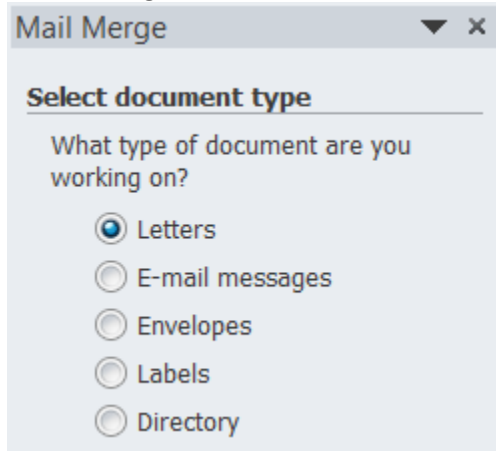 Mail Merge
Select document type
What type of document are you
working on?
Letters
E-mail messages
Envelopes
Labels
Directory